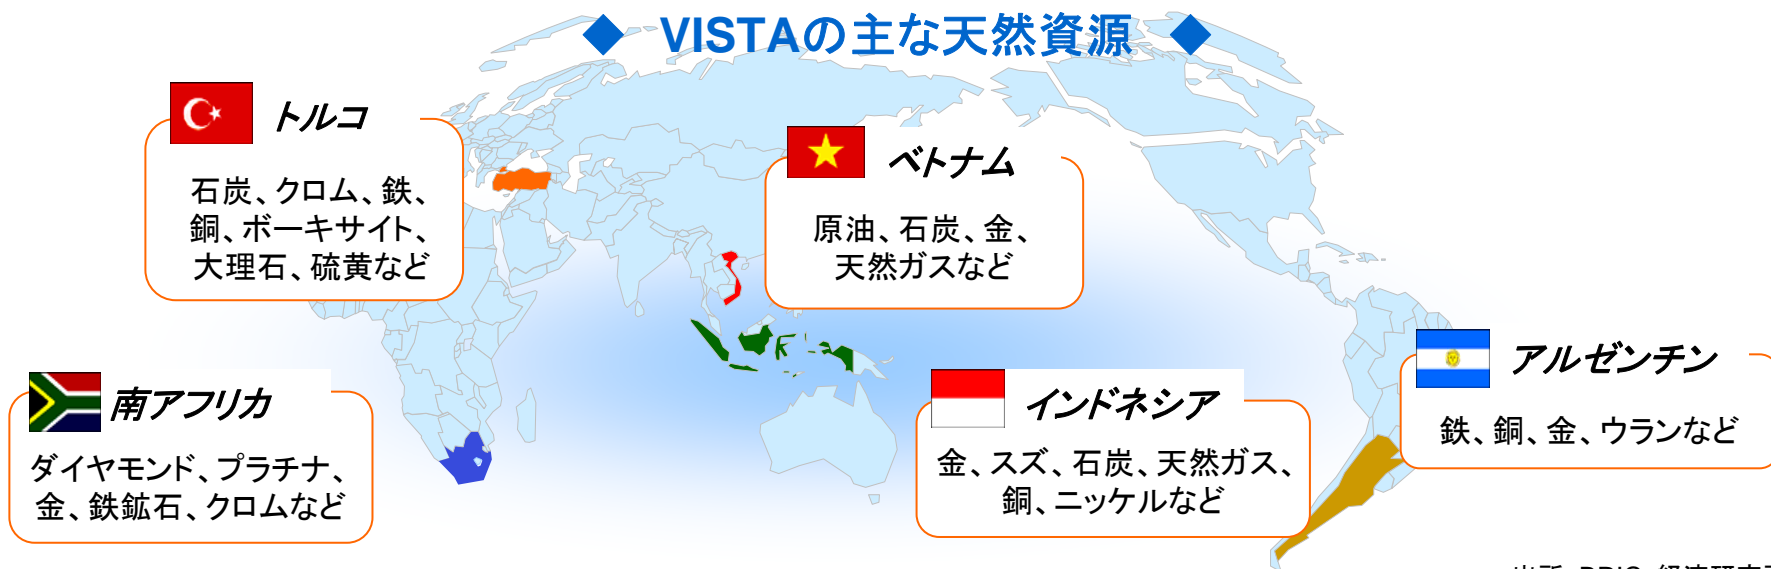 ◆ VISTAの主な天然資源 ◆
トルコ
石炭、クロム、鉄、
銅、ボーキサイト、
大理石、硫黄など
ベトナム
原油、石炭、金、
天然ガスなど
南アフリカ
ダイヤモンド、プラチナ、
金、鉄鉱石、クロムなど
インドネシア
金、スズ、石炭、天然ガス、
銅、ニッケルなど
アルゼンチン
鉄、銅、金、ウランなど